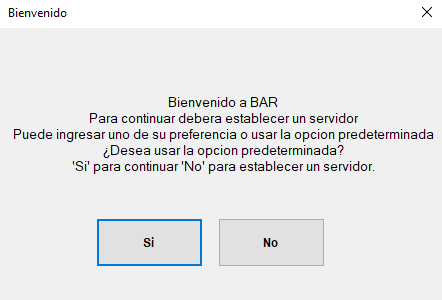 Bienvenido
Bienvenido a BAR
Para continuar debera establecer un servidor
Puede ingresar uno de su preferencia o usar la opcion predeterminada
¿Desea usar la opcion predeterminada?
'Si' para continuar 'No' para establecer un servidor.
Si
No